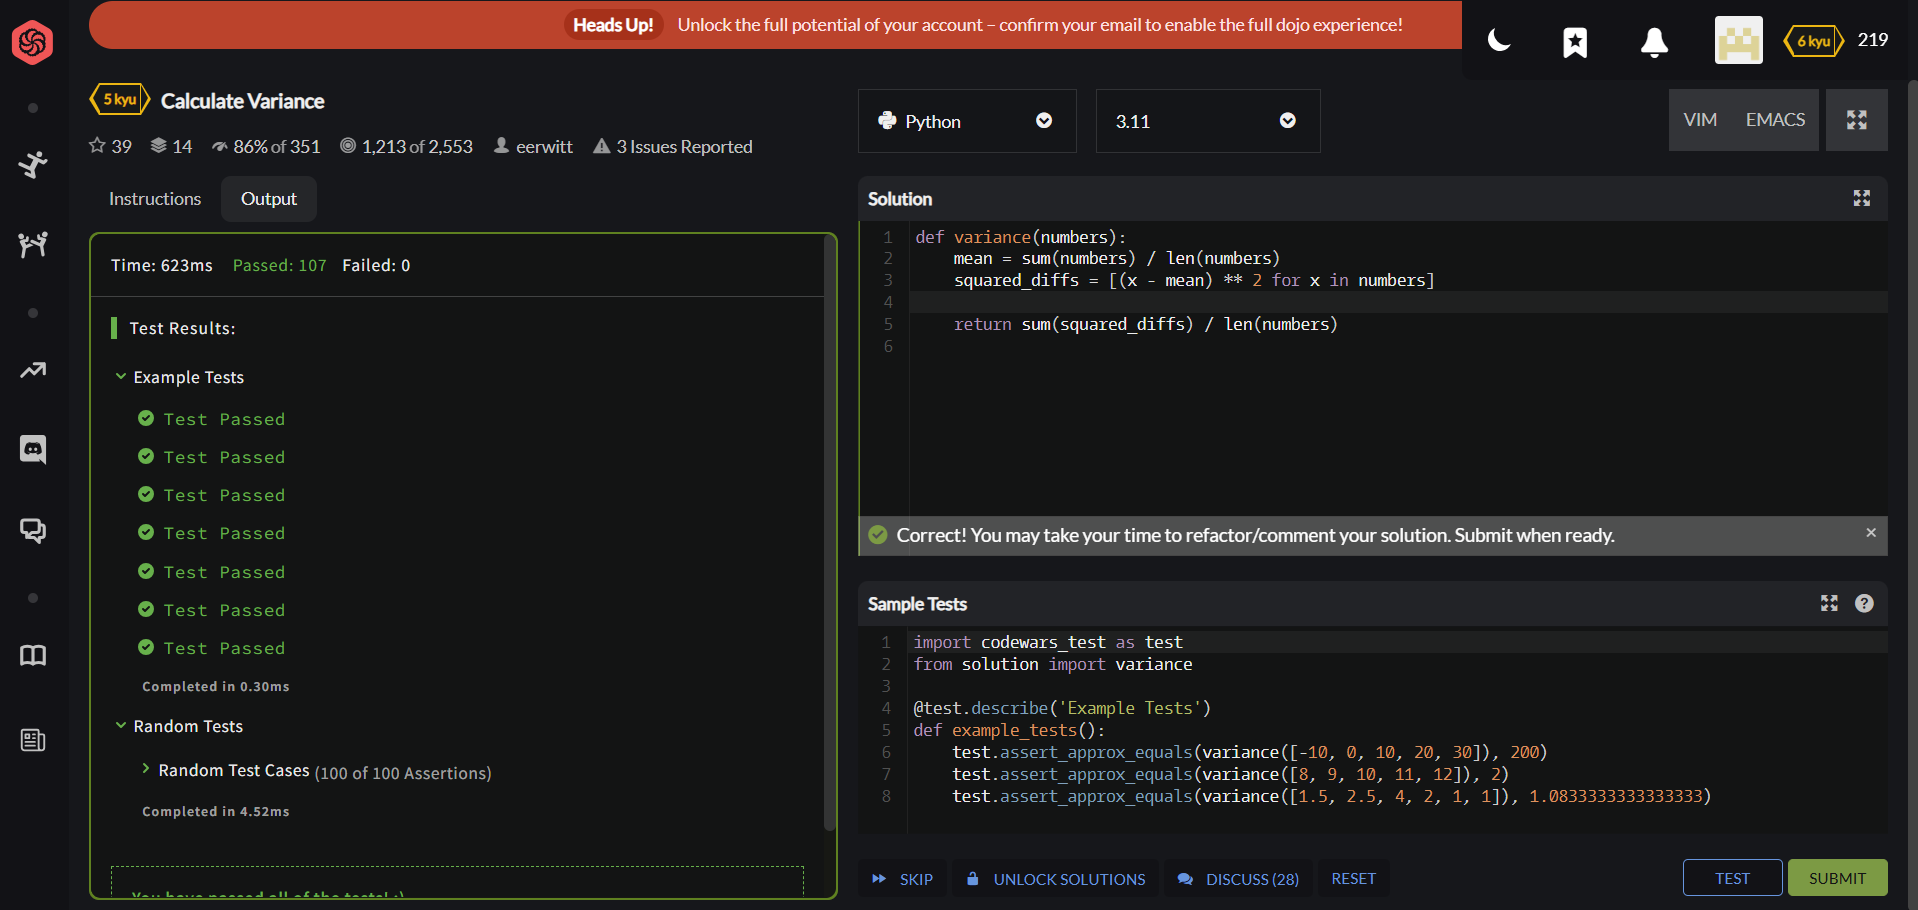 Heads Up! Unlock the full potential of your account – confirm your email to enable the full dojo experience!
6 kyu 219
5 kyu Calculate Variance
39 14 86% of 351 1,213 of 2,553 eerwitt 3 Issues Reported
Instructions Output
Time: 623ms Passed: 107 Failed: 0
Test Results:
Example Tests
Test Passed
Test Passed
Test Passed
Test Passed
Test Passed
Test Passed
Test Passed
Completed in 0.30ms
Random Tests
Random Test Cases (100 of 100 Assertions)
Completed in 4.52ms
You have passed all of the tests! :)
Python 3.11 VIM EMACS
Solution
1 def variance(numbers):
2 mean = sum(numbers) / len(numbers)
3 squared_diffs = [(x - mean) ** 2 for x in numbers]
4
5 return sum(squared_diffs) / len(numbers)
6
Correct! You may take your time to refactor/comment your solution. Submit when ready. ×
Sample Tests ?
1 import codewars_test as test
2 from solution import variance
3
4 @test.describe('Example Tests')
5 def example_tests():
6 test.assert_approx_equals(variance([-10, 0, 10, 20, 30]), 200)
7 test.assert_approx_equals(variance([8, 9, 10, 11, 12]), 2)
8 test.assert_approx_equals(variance([1.5, 2.5, 4, 2, 1, 1]), 1.0833333333333333)
SKIP UNLOCK SOLUTIONS DISCUSS (28) RESET TEST SUBMIT